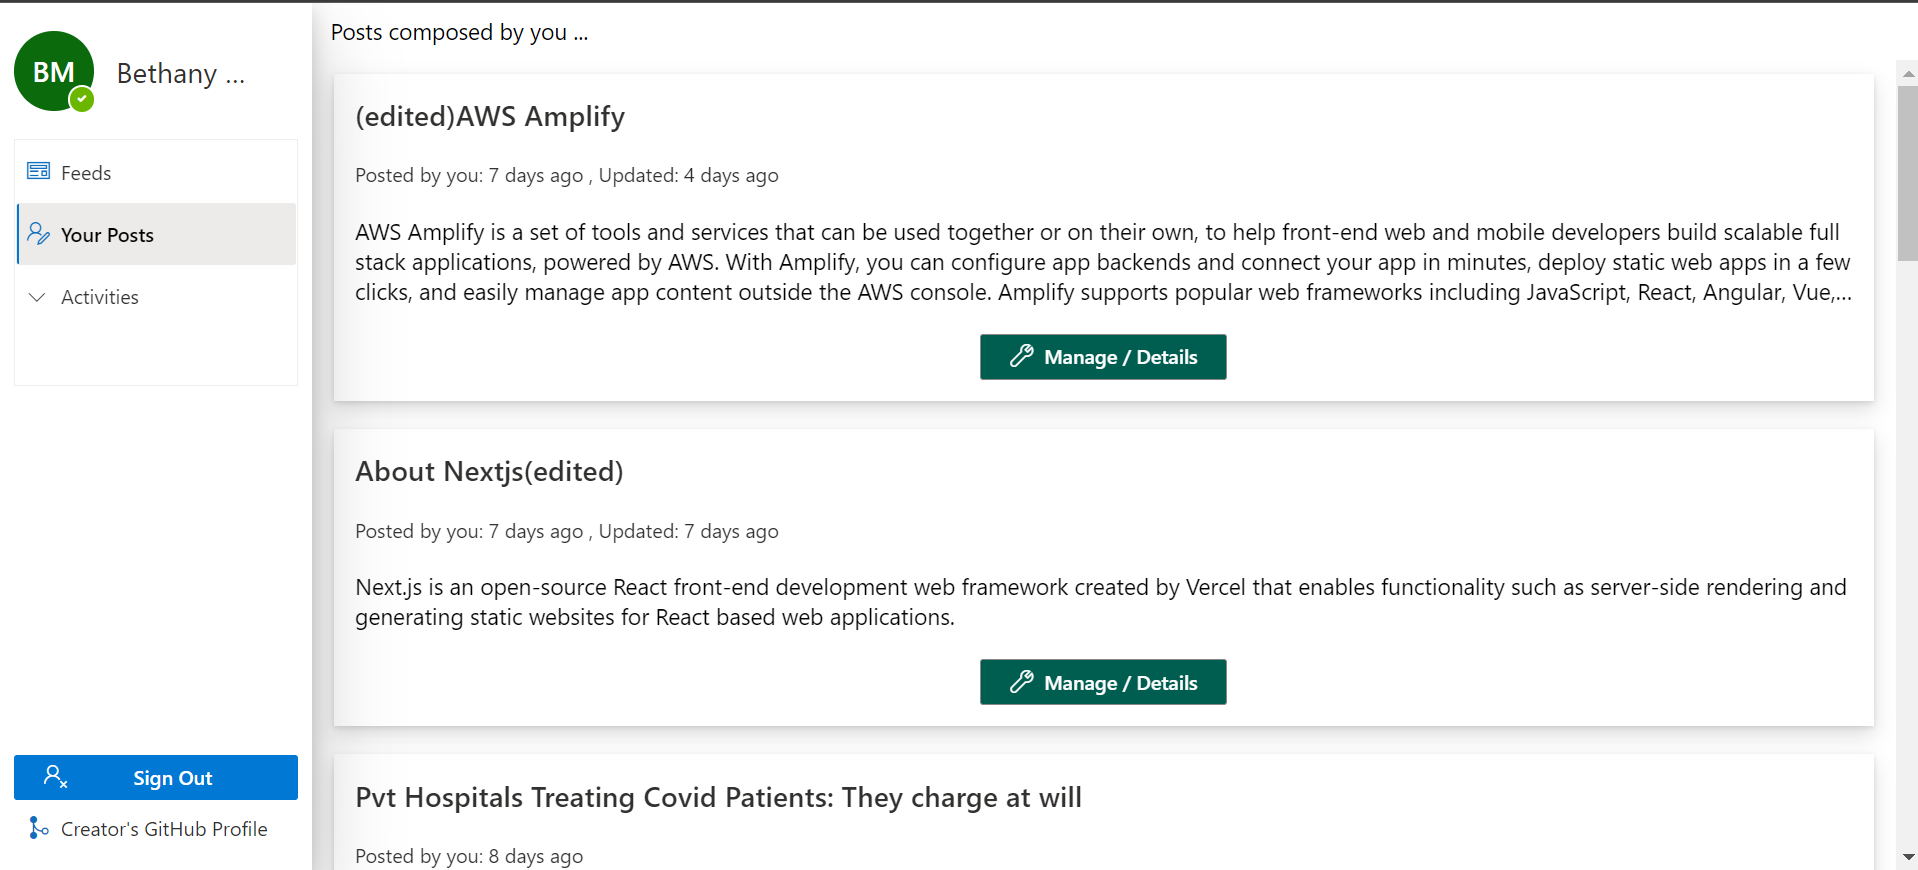 BM
Bethany ...
Feeds
Your Posts
Activities
Sign Out
Creator's GitHub Profile
Posts composed by you ...
(edited)AWS Amplify
Posted by you: 7 days ago , Updated: 4 days ago
AWS Amplify is a set of tools and services that can be used together or on their own, to help front-end web and mobile developers build scalable full
stack applications, powered by AWS. With Amplify, you can configure app backends and connect your app in minutes, deploy static web apps in a few
clicks, and easily manage app content outside the AWS console. Amplify supports popular web frameworks including JavaScript, React, Angular, Vue,...
Manage / Details
About Nextjs(edited)
Posted by you: 7 days ago , Updated: 7 days ago
Next.js is an open-source React front-end development web framework created by Vercel that enables functionality such as server-side rendering and
generating static websites for React based web applications.
Manage / Details
Pvt Hospitals Treating Covid Patients: They charge at will
Posted by you: 8 days ago